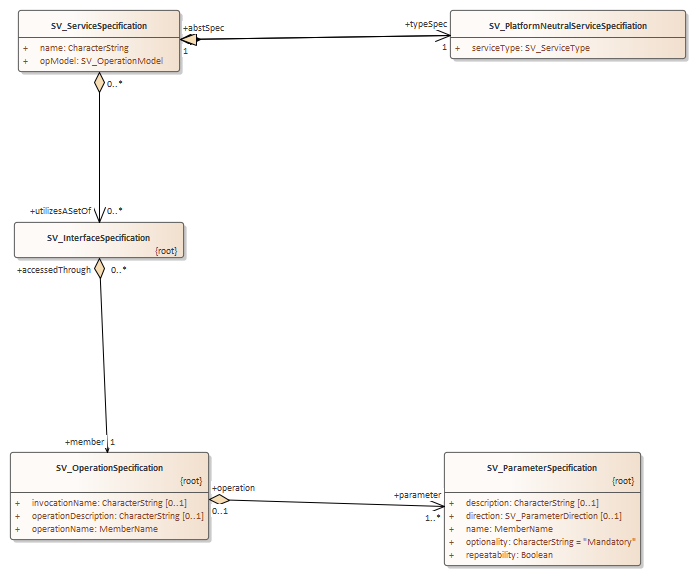 SV_ServiceSpecification
+ name: CharacterString
+ opModel: SV_OperationModel
+abstSpec
1
+typeSpec
1
SV_PlatformNeutralServiceSpecifiation
+ serviceType: SV_ServiceType
0..*
+utilizesASetOf
0..*
SV_InterfaceSpecification
{root}
+accessedThrough
0..*
+member
1
SV_OperationSpecification
{root}
+ invocationName: CharacterString [0..1]
+ operationDescription: CharacterString [0..1]
+ operationName: MemberName
+operation
0..1
+parameter
1..*
SV_ParameterSpecification
{root}
+ description: CharacterString [0..1]
+ direction: SV_ParameterDirection [0..1]
+ name: MemberName
+ optionality: CharacterString = "Mandatory"
+ repeatability: Boolean